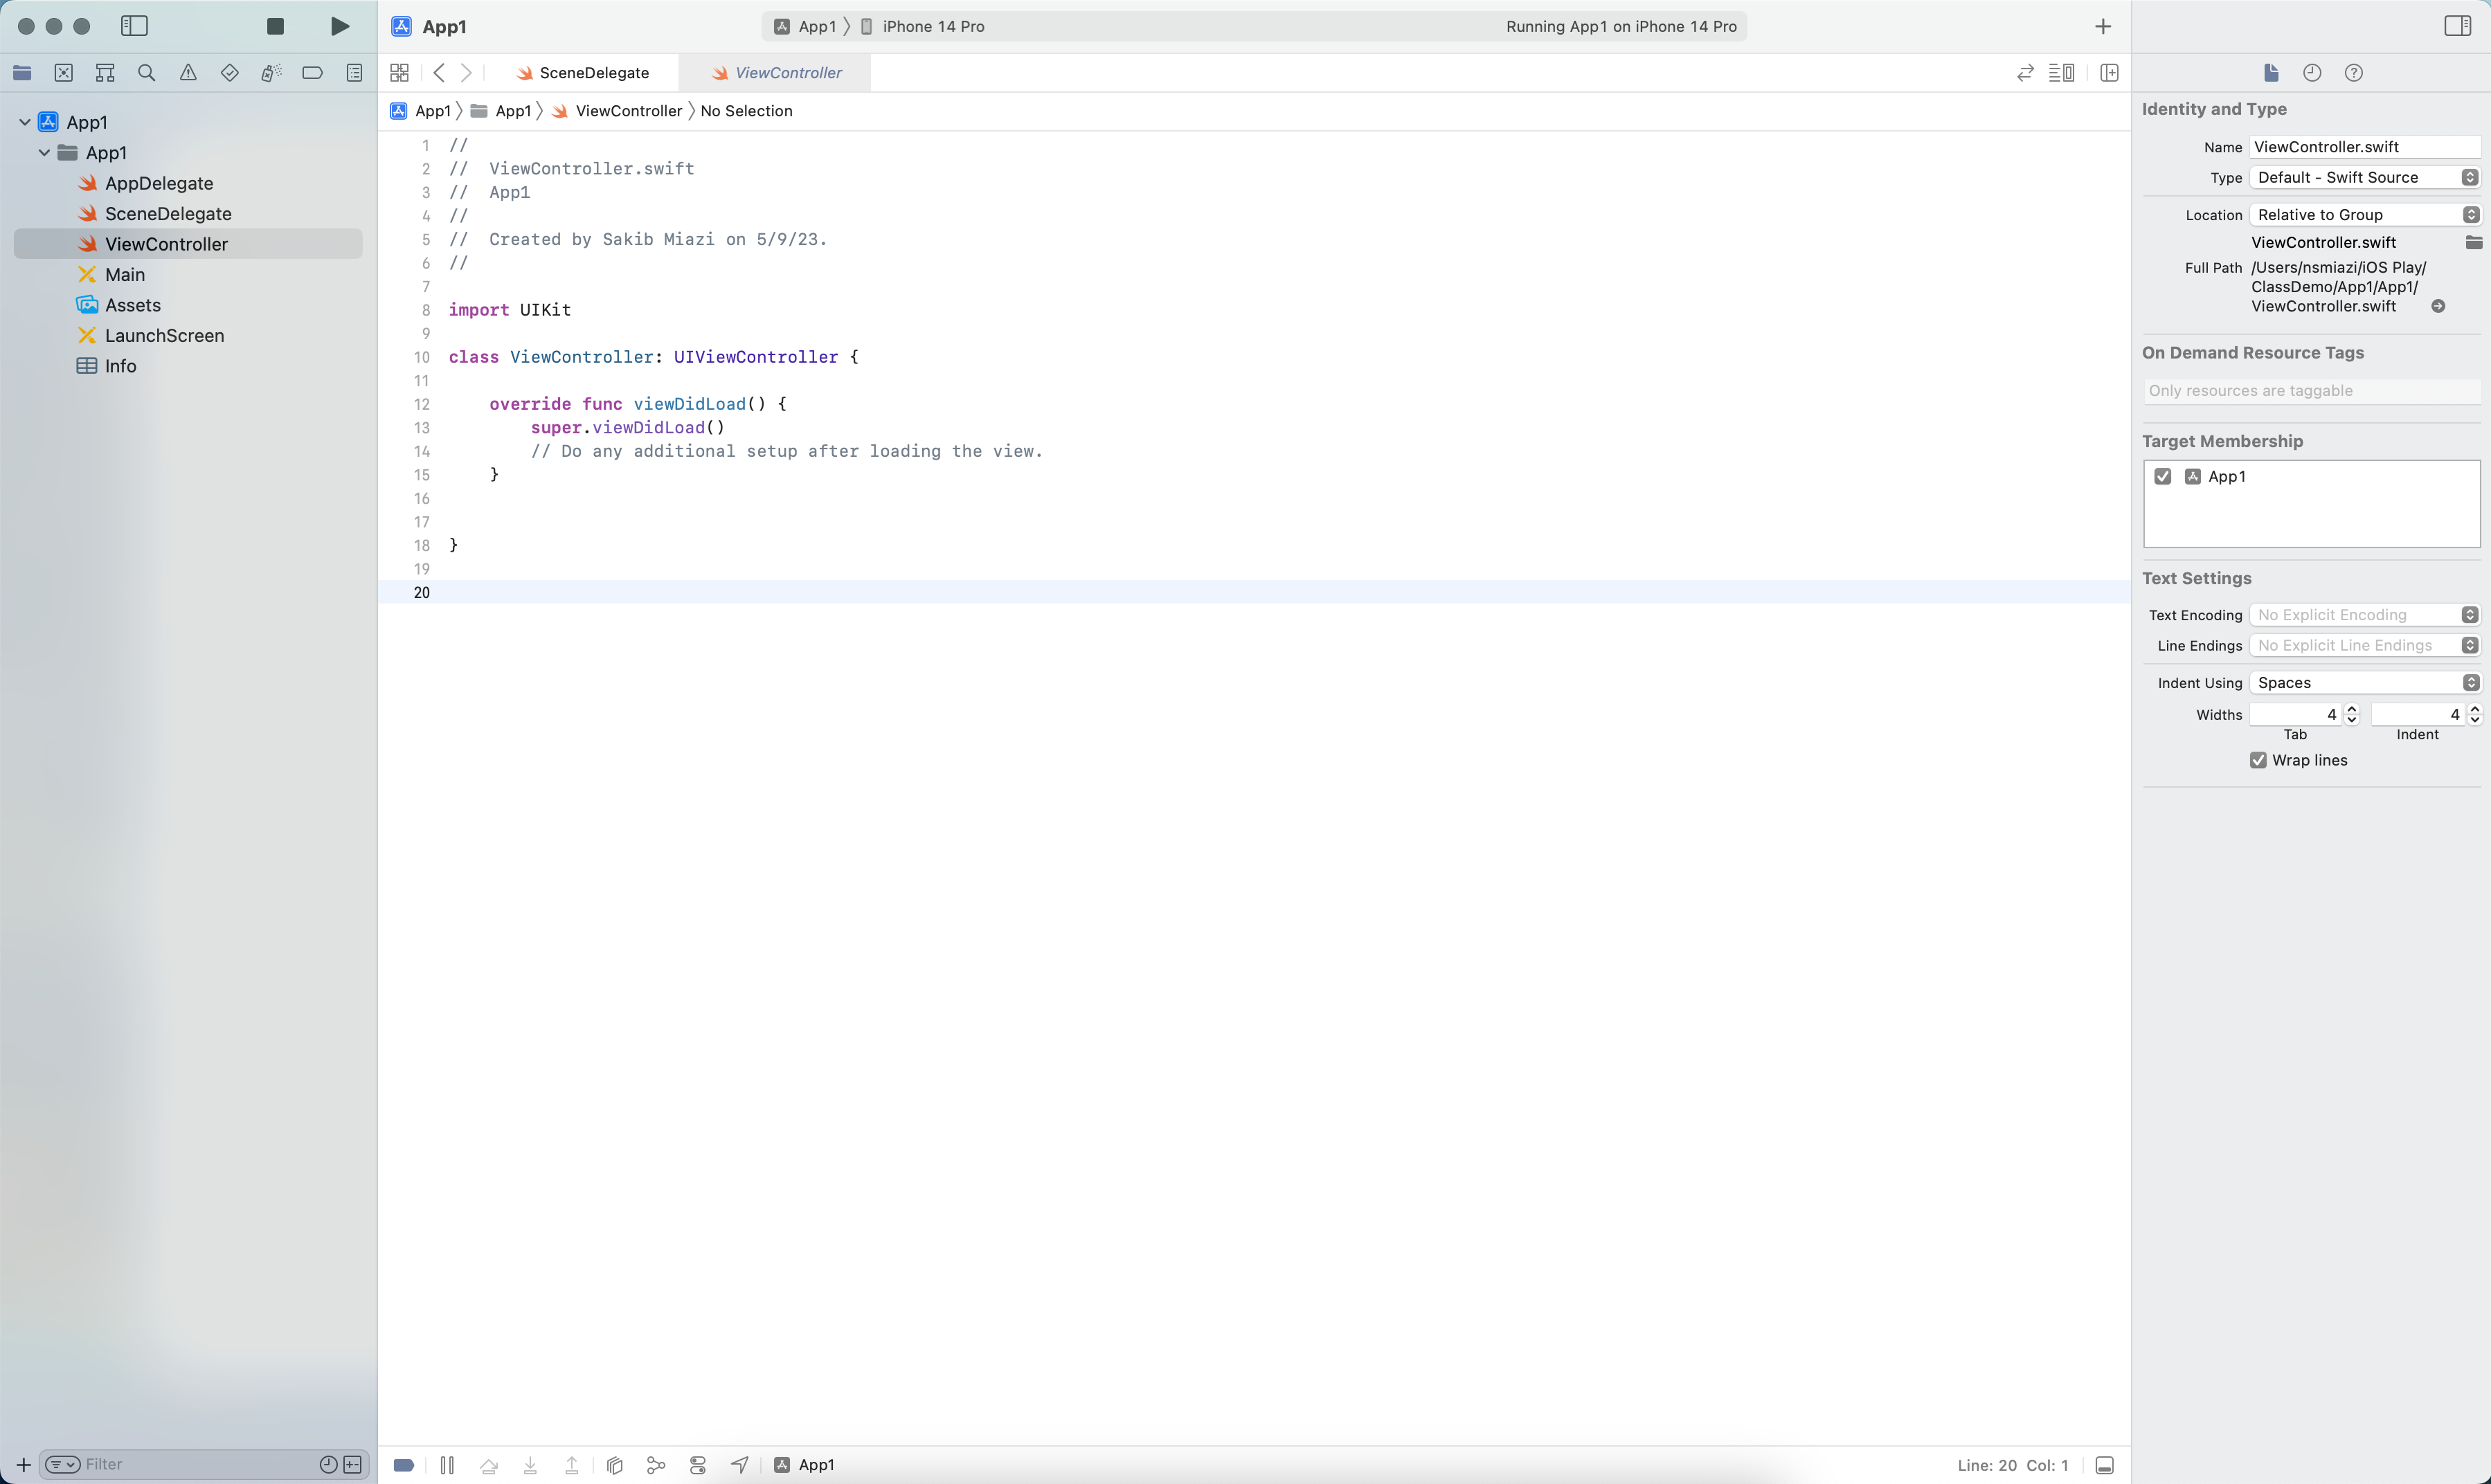 App1
App1 iPhone 14 Pro
Running App1 on iPhone 14 Pro
SceneDelegate
ViewController
App1
App1
AppDelegate
SceneDelegate
ViewController
Main
Assets
LaunchScreen
Info
Filter
App1 App1 ViewController No Selection
1 //
2 //  ViewController.swift
3 //  App1
4 //
5 //  Created by Sakib Miazi on 5/9/23.
6 //
7
8 import UIKit
9
10 class ViewController: UIViewController {
11
12     override func viewDidLoad() {
13         super.viewDidLoad()
14         // Do any additional setup after loading the view.
15     }
16
17
18 }
19
20
App1
Line: 20 Col: 1
Identity and Type
Name ViewController.swift
Type Default - Swift Source
Location Relative to Group
ViewController.swift
Full Path /Users/nsmiazi/iOS Play/
ClassDemo/App1/App1/
ViewController.swift
On Demand Resource Tags
Only resources are taggable
Target Membership
App1
Text Settings
Text Encoding No Explicit Encoding
Line Endings No Explicit Line Endings
Indent Using Spaces
Widths 4 4
Tab Indent
Wrap lines